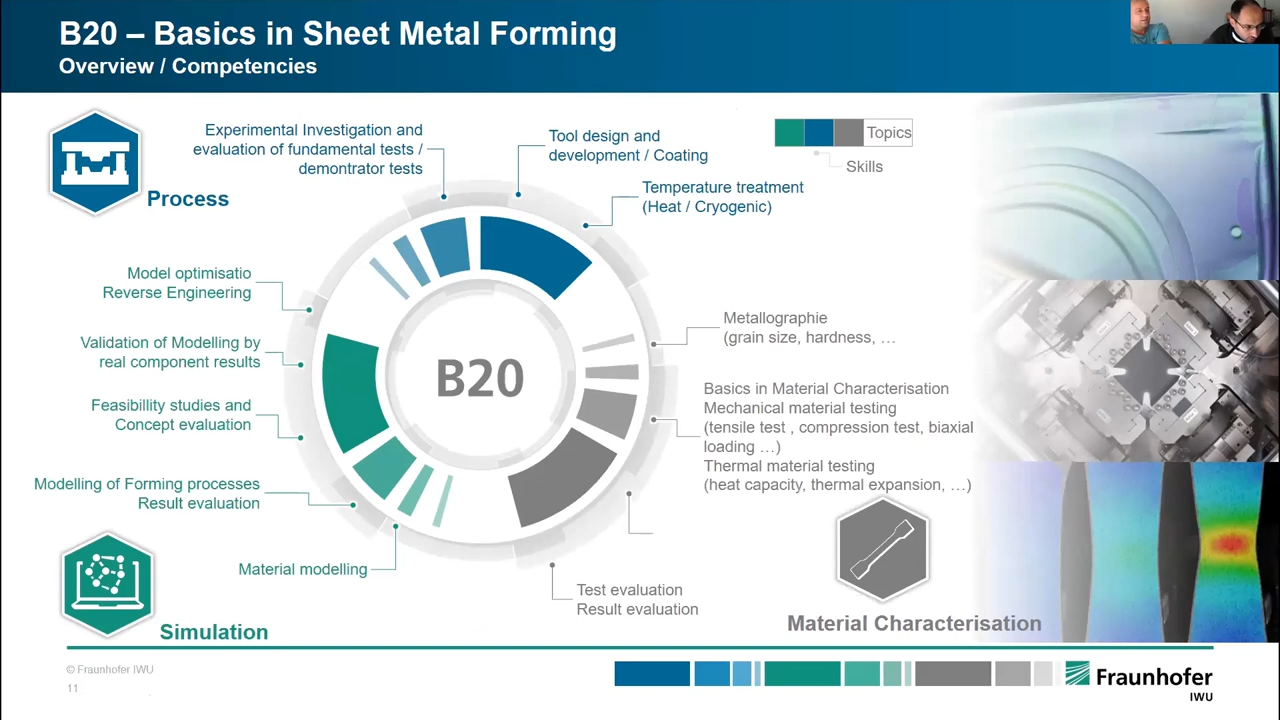 B20 – Basics in Sheet Metal Forming
Overview / Competencies
Experimental Investigation and
evaluation of fundamental tests /
demontrator tests
Process
Tool design and
development / Coating
Temperature treatment
(Heat / Cryogenic)
Topics
Skills
Model optimisatio
Reverse Engineering
Validation of Modelling by
real component results
Feasibillity studies and
Concept evaluation
Modelling of Forming processes
Result evaluation
Material modelling
Simulation
B20
Metallographie
(grain size, hardness, …
Basics in Material Characterisation
Mechanical material testing
(tensile test , compression test, biaxial
loading …)
Thermal material testing
(heat capacity, thermal expansion, …)
Test evaluation
Result evaluation
Material Characterisation
© Fraunhofer IWU
11
Fraunhofer
IWU